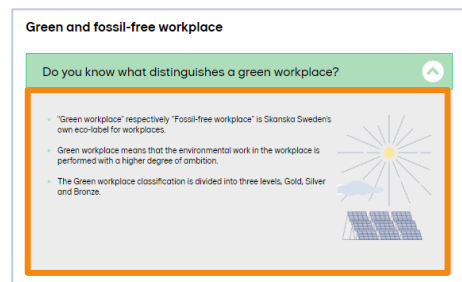 Green and fossil-free workplace
Do you know what distinguishes a green workplace?
"Green workplace" respectively "Fossil-free workplace" is Skanska Sweden's
own eco-label for workplaces.
Green workplace means that the environmental work in the workplace is
performed with a higher degree of ambition.
The Green workplace classification is divided into three levels, Gold, Silver
and Bronze.